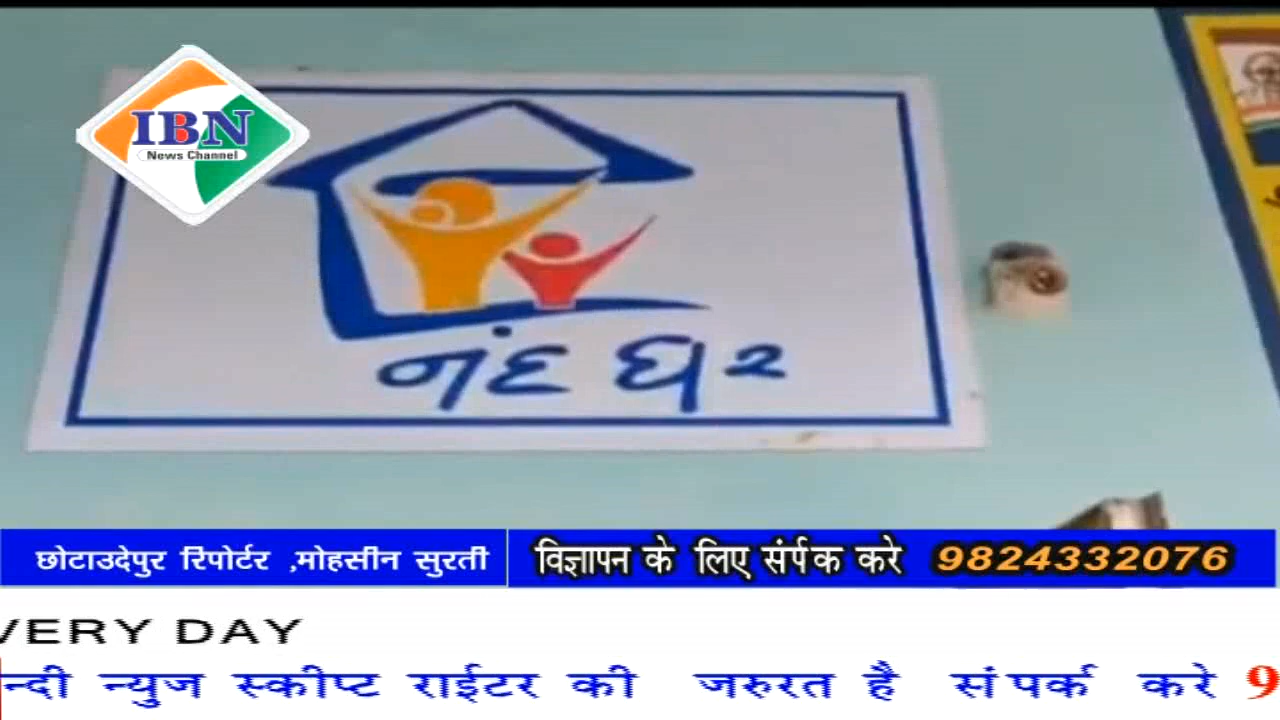 IBN
News Channel
નંદ ઘર
छोटाउदेपुर रिपोर्टर ,मोहसीन सुरती
विज्ञापन के लिए संर्पक करे 9824332076
VERY DAY
न्दी न्युज स्कीप्ट राईटर की जरुरत है संपर्क करे 9